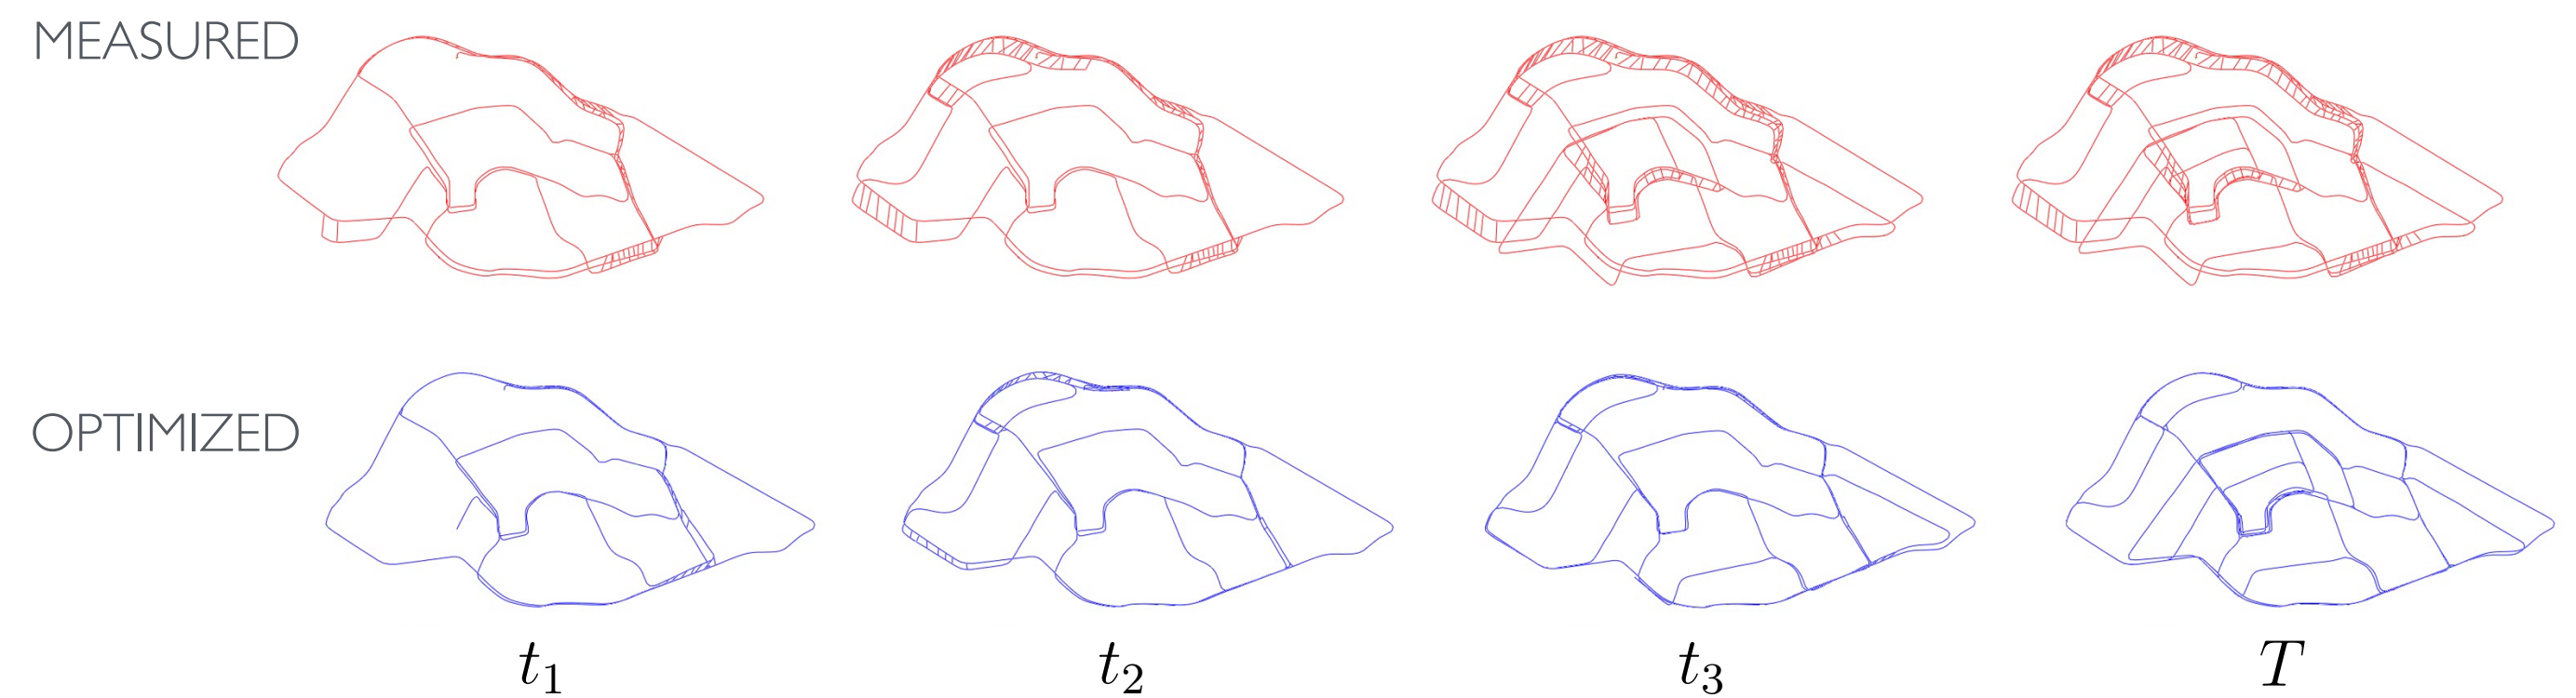 MEASURED
OPTIMIZED
t₁ t₂ t₃ T